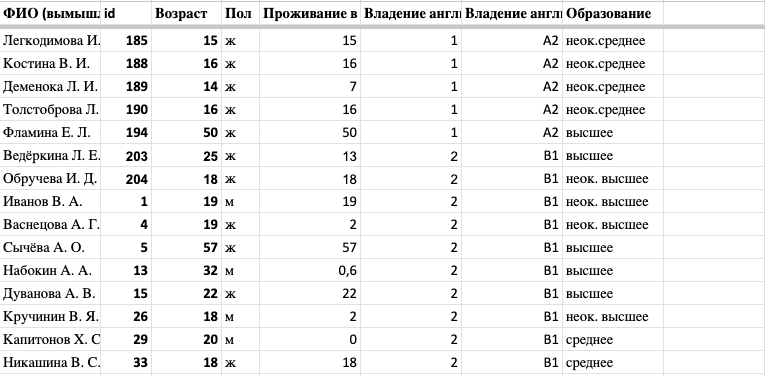 ФИО (вымышл id Возраст Пол Проживание в Владение англи Владение англи Образование
Легкодимова И. 185 15 ж 15 1 A2 неок.среднее
Костина В. И. 188 16 ж 16 1 A2 неок.среднее
Деменока Л. И. 189 14 ж 7 1 A2 неок.среднее
Толстоброва Л. 190 16 ж 16 1 A2 неок.среднее
Фламина Е. Л. 194 50 ж 50 1 A2 высшее
Ведёркина Л. Е. 203 25 ж 13 2 B1 высшее
Обручева И. Д. 204 18 ж 18 2 B1 неок. высшее
Иванов В. А. 1 19 м 19 2 B1 неок. высшее
Васнецова А. Г. 4 19 ж 2 2 B1 неок. высшее
Сычёва А. О. 5 57 ж 57 2 B1 высшее
Набокин А. А. 13 32 м 0,6 2 B1 высшее
Дуванова А. В. 15 22 ж 22 2 B1 высшее
Кручинин В. Я. 26 18 м 2 2 B1 неок. высшее
Капитонов Х. С 29 20 м 0 2 B1 среднее
Никашина В. С. 33 18 ж 18 2 B1 среднее